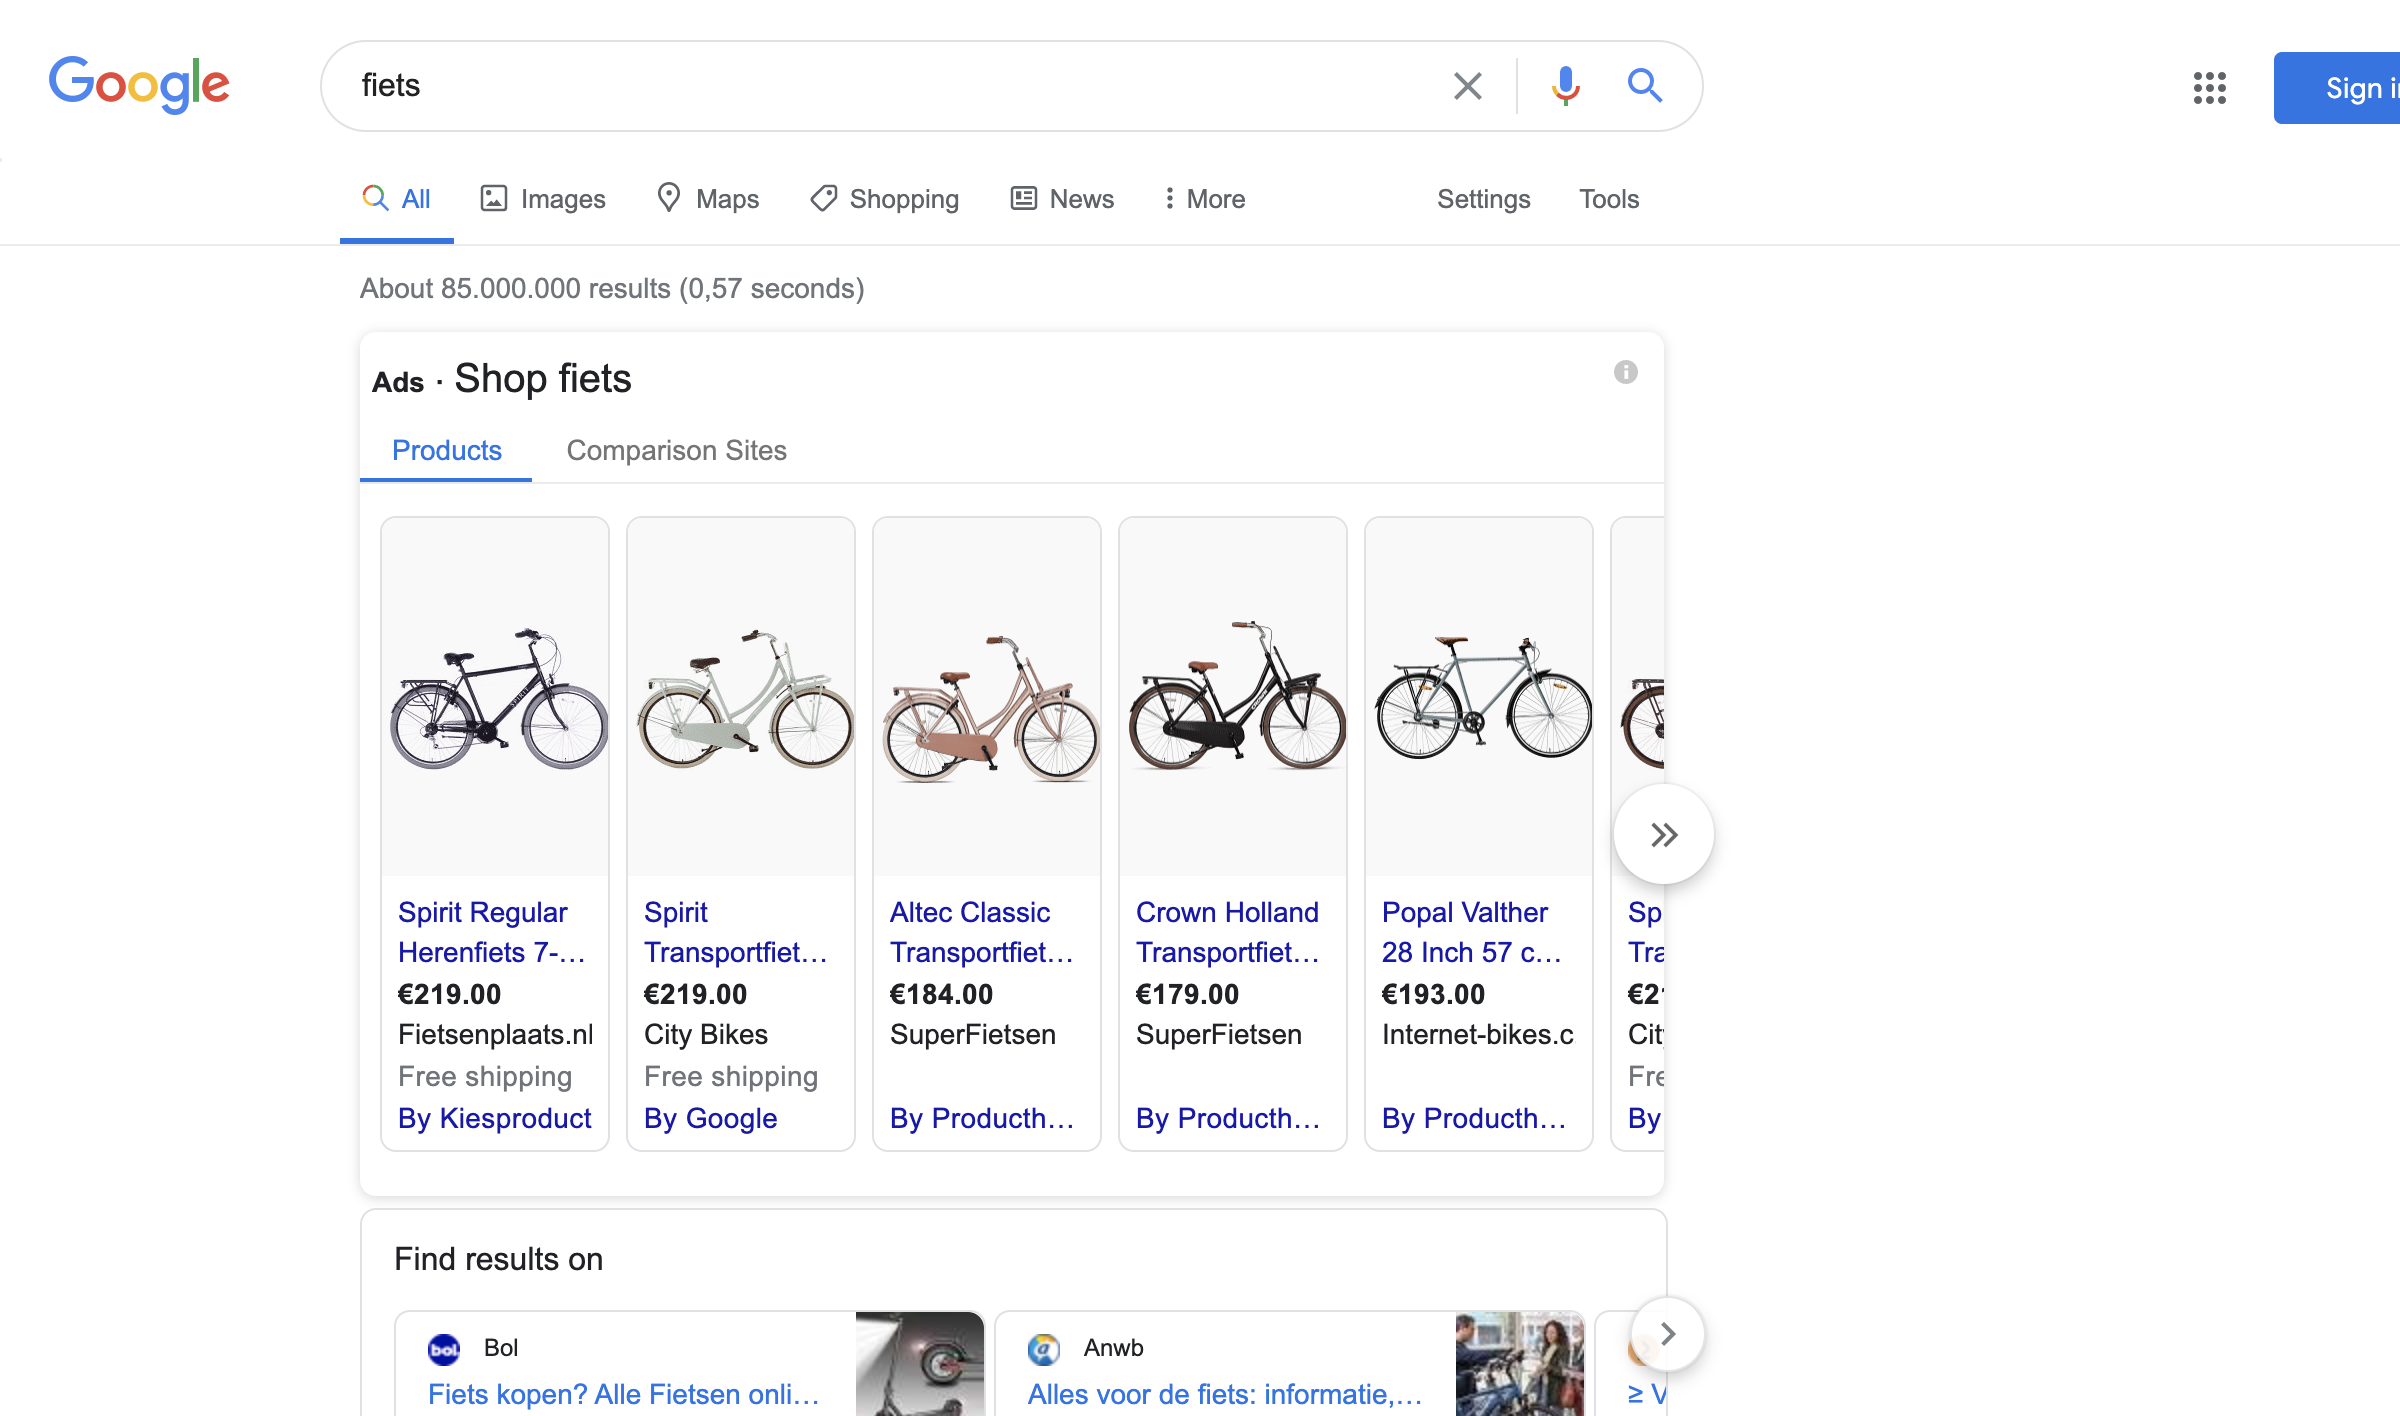 Google
fiets
Sign in
All
Images
Maps
Shopping
News
More
Settings
Tools
About 85.000.000 results (0,57 seconds)
Ads · Shop fiets
Products
Comparison Sites
Spirit Regular
Herenfiets 7-...
€219.00
Fietsenplaats.nl
Free shipping
By Kiesproduct
Spirit
Transportfiet...
€219.00
City Bikes
Free shipping
By Google
Altec Classic
Transportfiet...
€184.00
SuperFietsen
By Producth...
Crown Holland
Transportfiet...
€179.00
SuperFietsen
By Producth...
Popal Valther
28 Inch 57 c...
€193.00
Internet-bikes.c
By Producth...
Sp
Tra
€21
City
Fre
By
Find results on
bol.
Bol
Fiets kopen? Alle Fietsen onli...
Anwb
Alles voor de fiets: informatie,...
≥ V